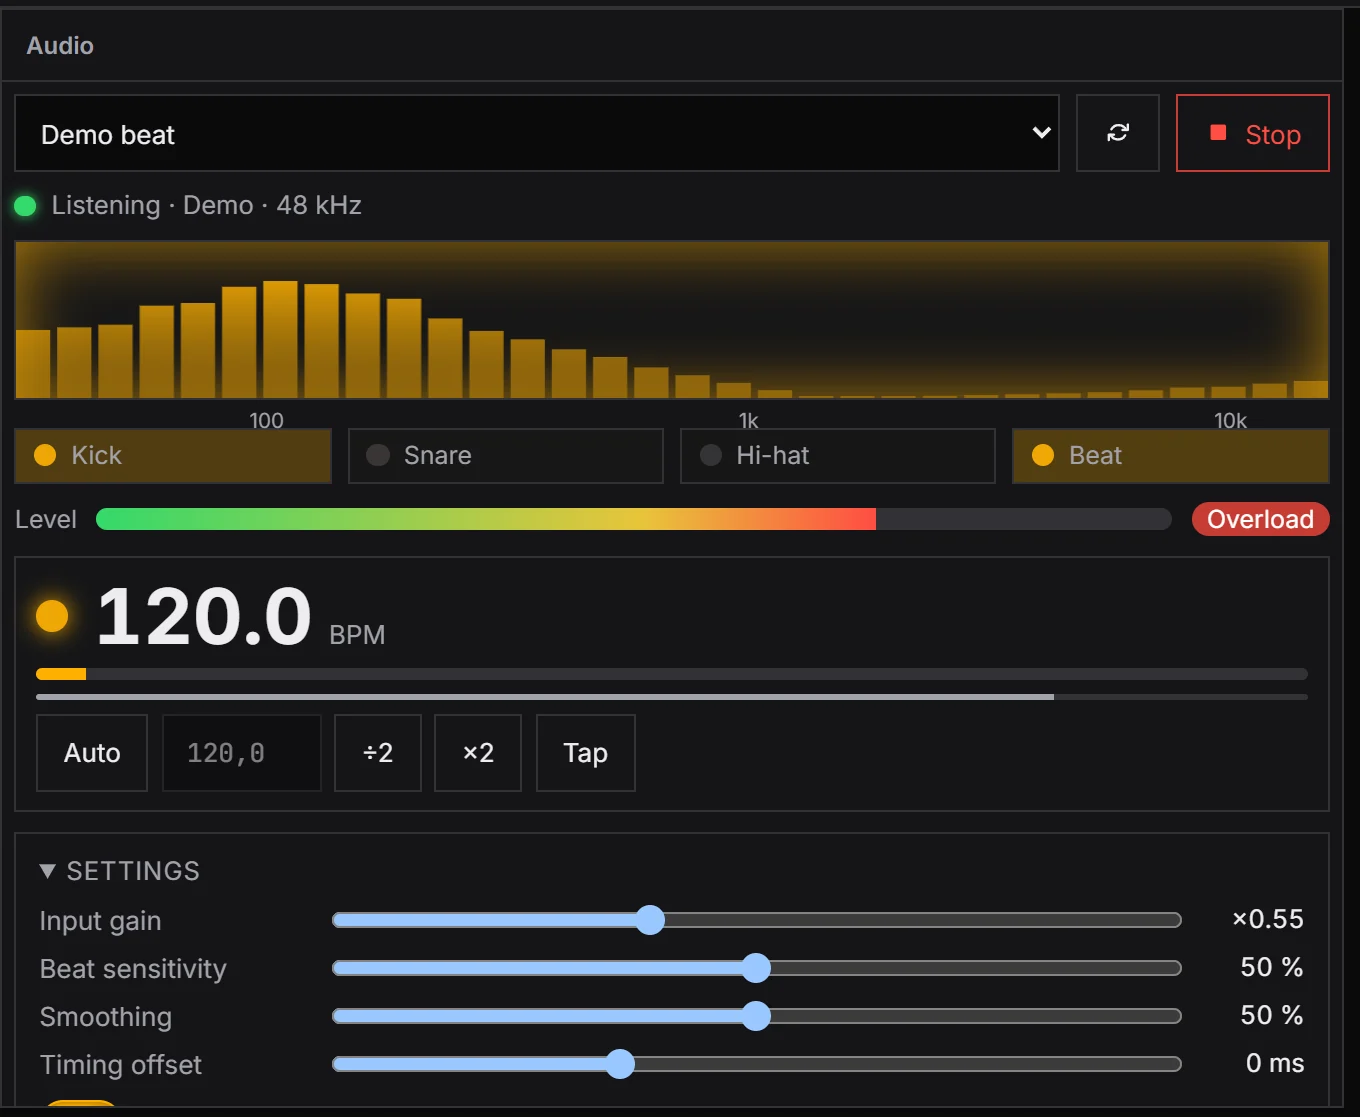 Audio
Demo beat
Stop
Listening · Demo · 48 kHz
100 1k 10k
Kick Snare Hi-hat Beat
Level Overload
120.0 BPM
Auto 120,0 ÷2 ×2 Tap
▼ SETTINGS
Input gain ×0.55
Beat sensitivity 50 %
Smoothing 50 %
Timing offset 0 ms